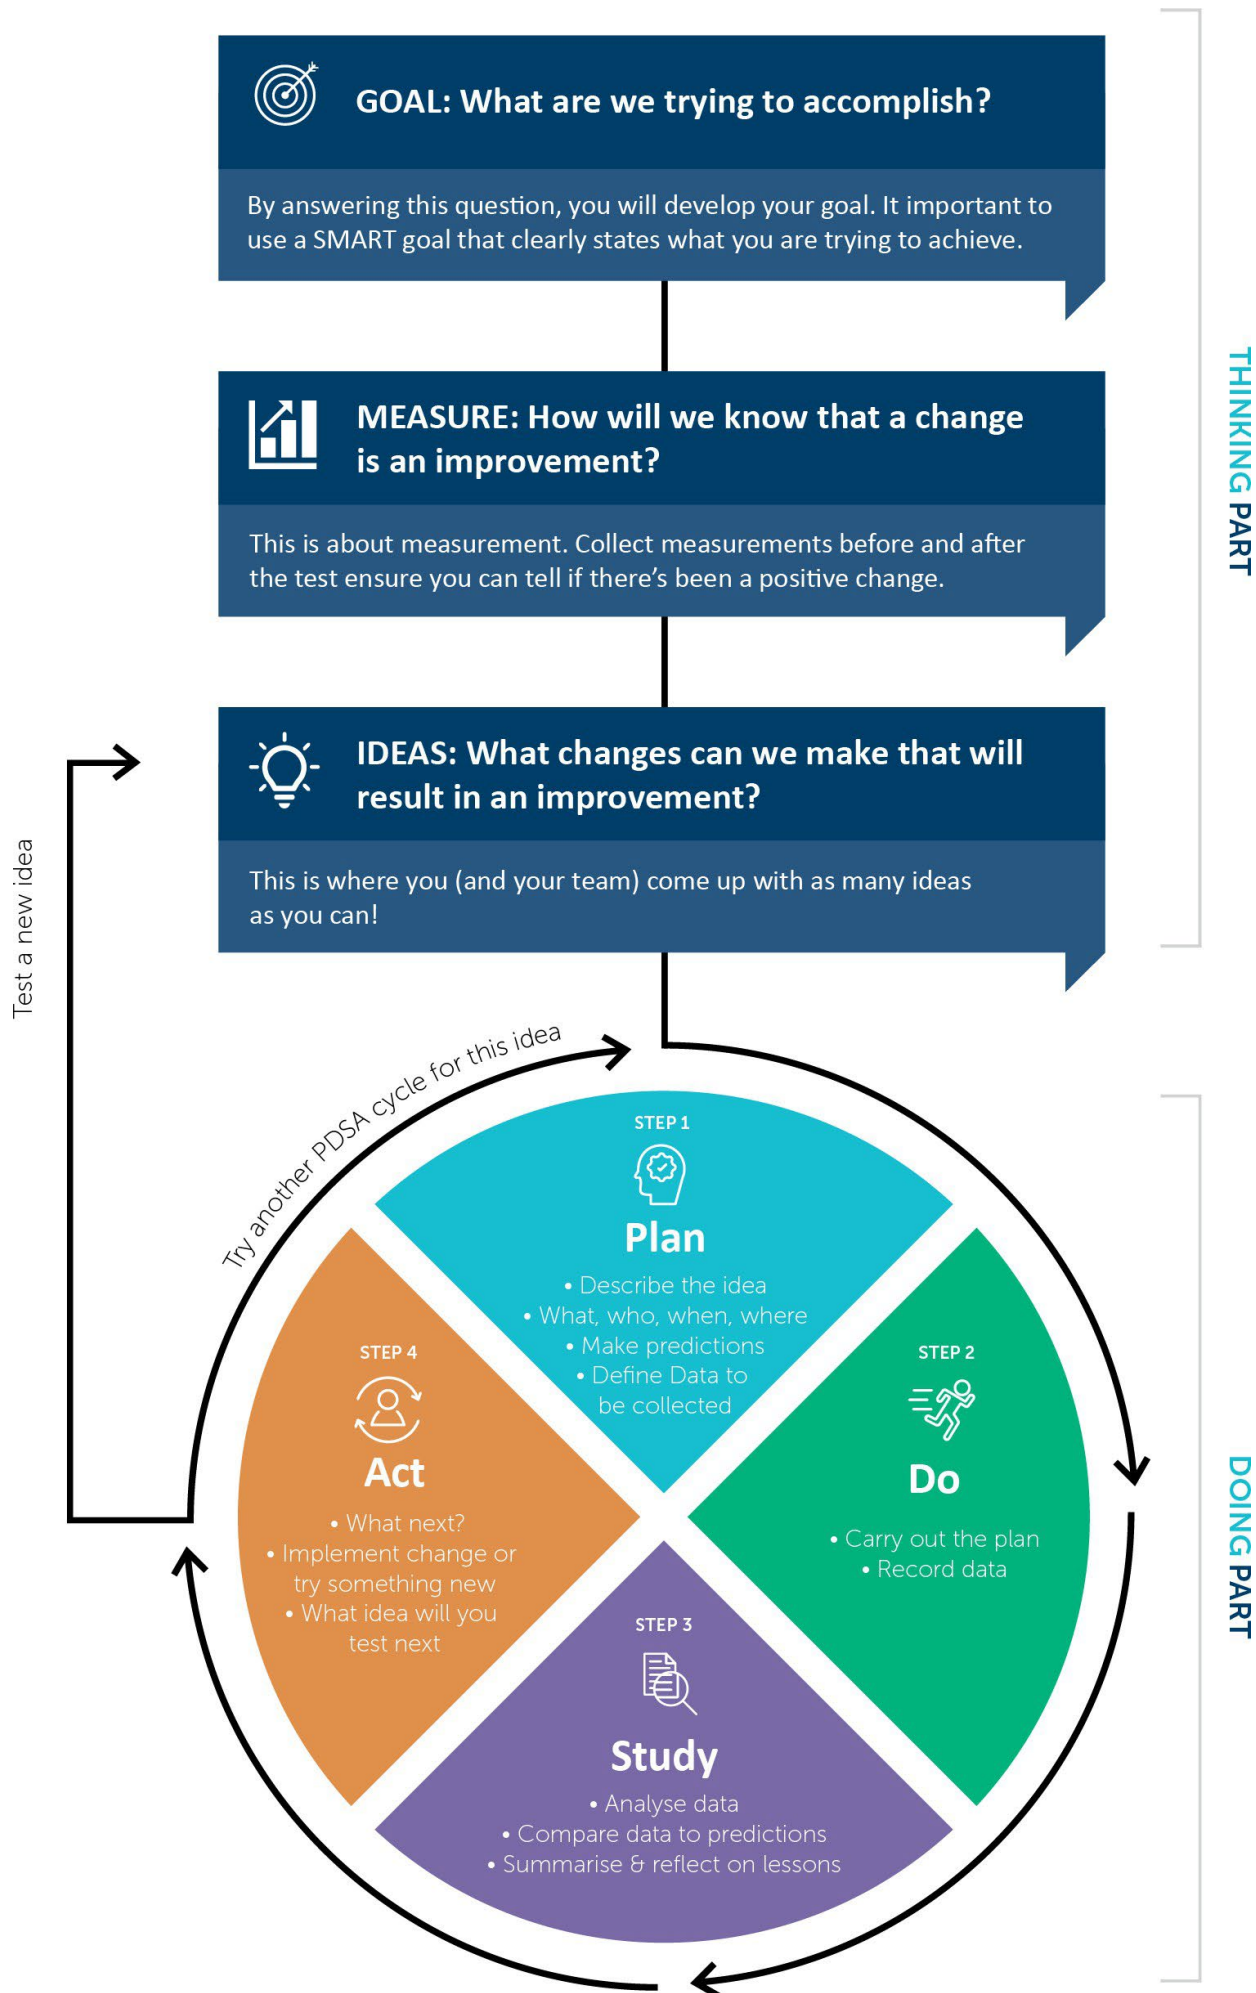 GOAL: What are we trying to accomplish?
By answering this question, you will develop your goal. It important to
use a SMART goal that clearly states what you are trying to achieve.
MEASURE: How will we know that a change
is an improvement?
This is about measurement. Collect measurements before and after
the test ensure you can tell if there's been a positive change.
IDEAS: What changes can we make that will
result in an improvement?
This is where you (and your team) come up with as many ideas
as you can!
THINKING PART
Test a new idea
Try another PDSA cycle for this idea
STEP 1
Plan
• Describe the idea
• What, who, when, where
• Make predictions
• Define Data to
be collected
STEP 2
Do
• Carry out the plan
• Record data
STEP 3
Study
• Analyse data
• Compare data to predictions
• Summarise & reflect on lessons
STEP 4
Act
• What next?
• Implement change or
try something new
• What idea will you
test next
DOING PART